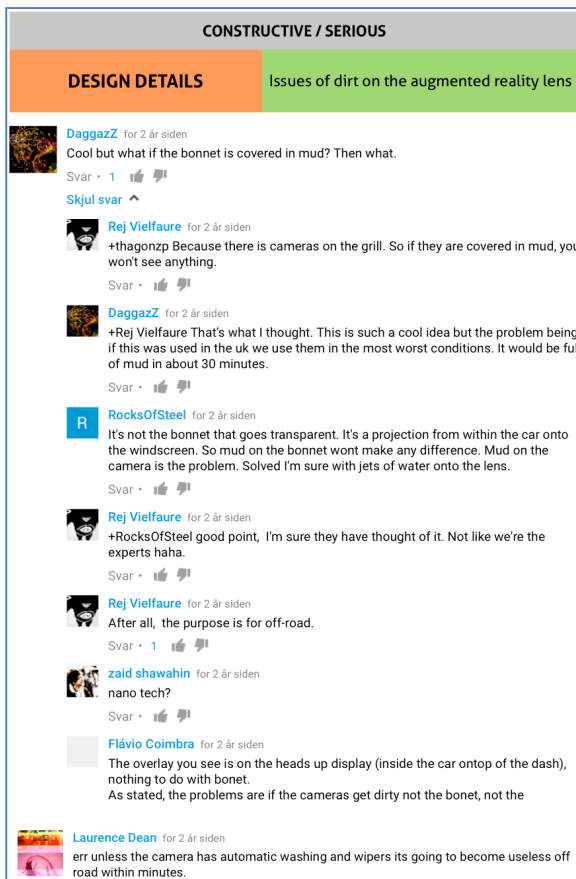 CONSTRUCTIVE / SERIOUS
DESIGN DETAILS
Issues of dirt on the augmented reality lens
DaggazZ for 2 år siden
Cool but what if the bonnet is covered in mud? Then what.
Svar • 1
Skjul svar
Rej Vielfaure for 2 år siden
+thagonzp Because there is cameras on the grill. So if they are covered in mud, you
won't see anything.
Svar •
DaggazZ for 2 år siden
+Rej Vielfaure That's what I thought. This is such a cool idea but the problem being
if this was used in the uk we use them in the most worst conditions. It would be ful
of mud in about 30 minutes.
Svar •
R
RocksOfSteel for 2 år siden
It's not the bonnet that goes transparent. It's a projection from within the car onto
the windscreen. So mud on the bonnet wont make any difference. Mud on the
camera is the problem. Solved I'm sure with jets of water onto the lens.
Svar •
Rej Vielfaure for 2 år siden
+RocksOfSteel good point, I'm sure they have thought of it. Not like we're the
experts haha.
Svar •
Rej Vielfaure for 2 år siden
After all, the purpose is for off-road.
Svar • 1
zaid shawahin for 2 år siden
nano tech?
Svar •
Flávio Coimbra for 2 år siden
The overlay you see is on the heads up display (inside the car ontop of the dash),
nothing to do with bonet.
As stated, the problems are if the cameras get dirty not the bonet, not the
Laurence Dean for 2 år siden
err unless the camera has automatic washing and wipers its going to become useless off
road within minutes.